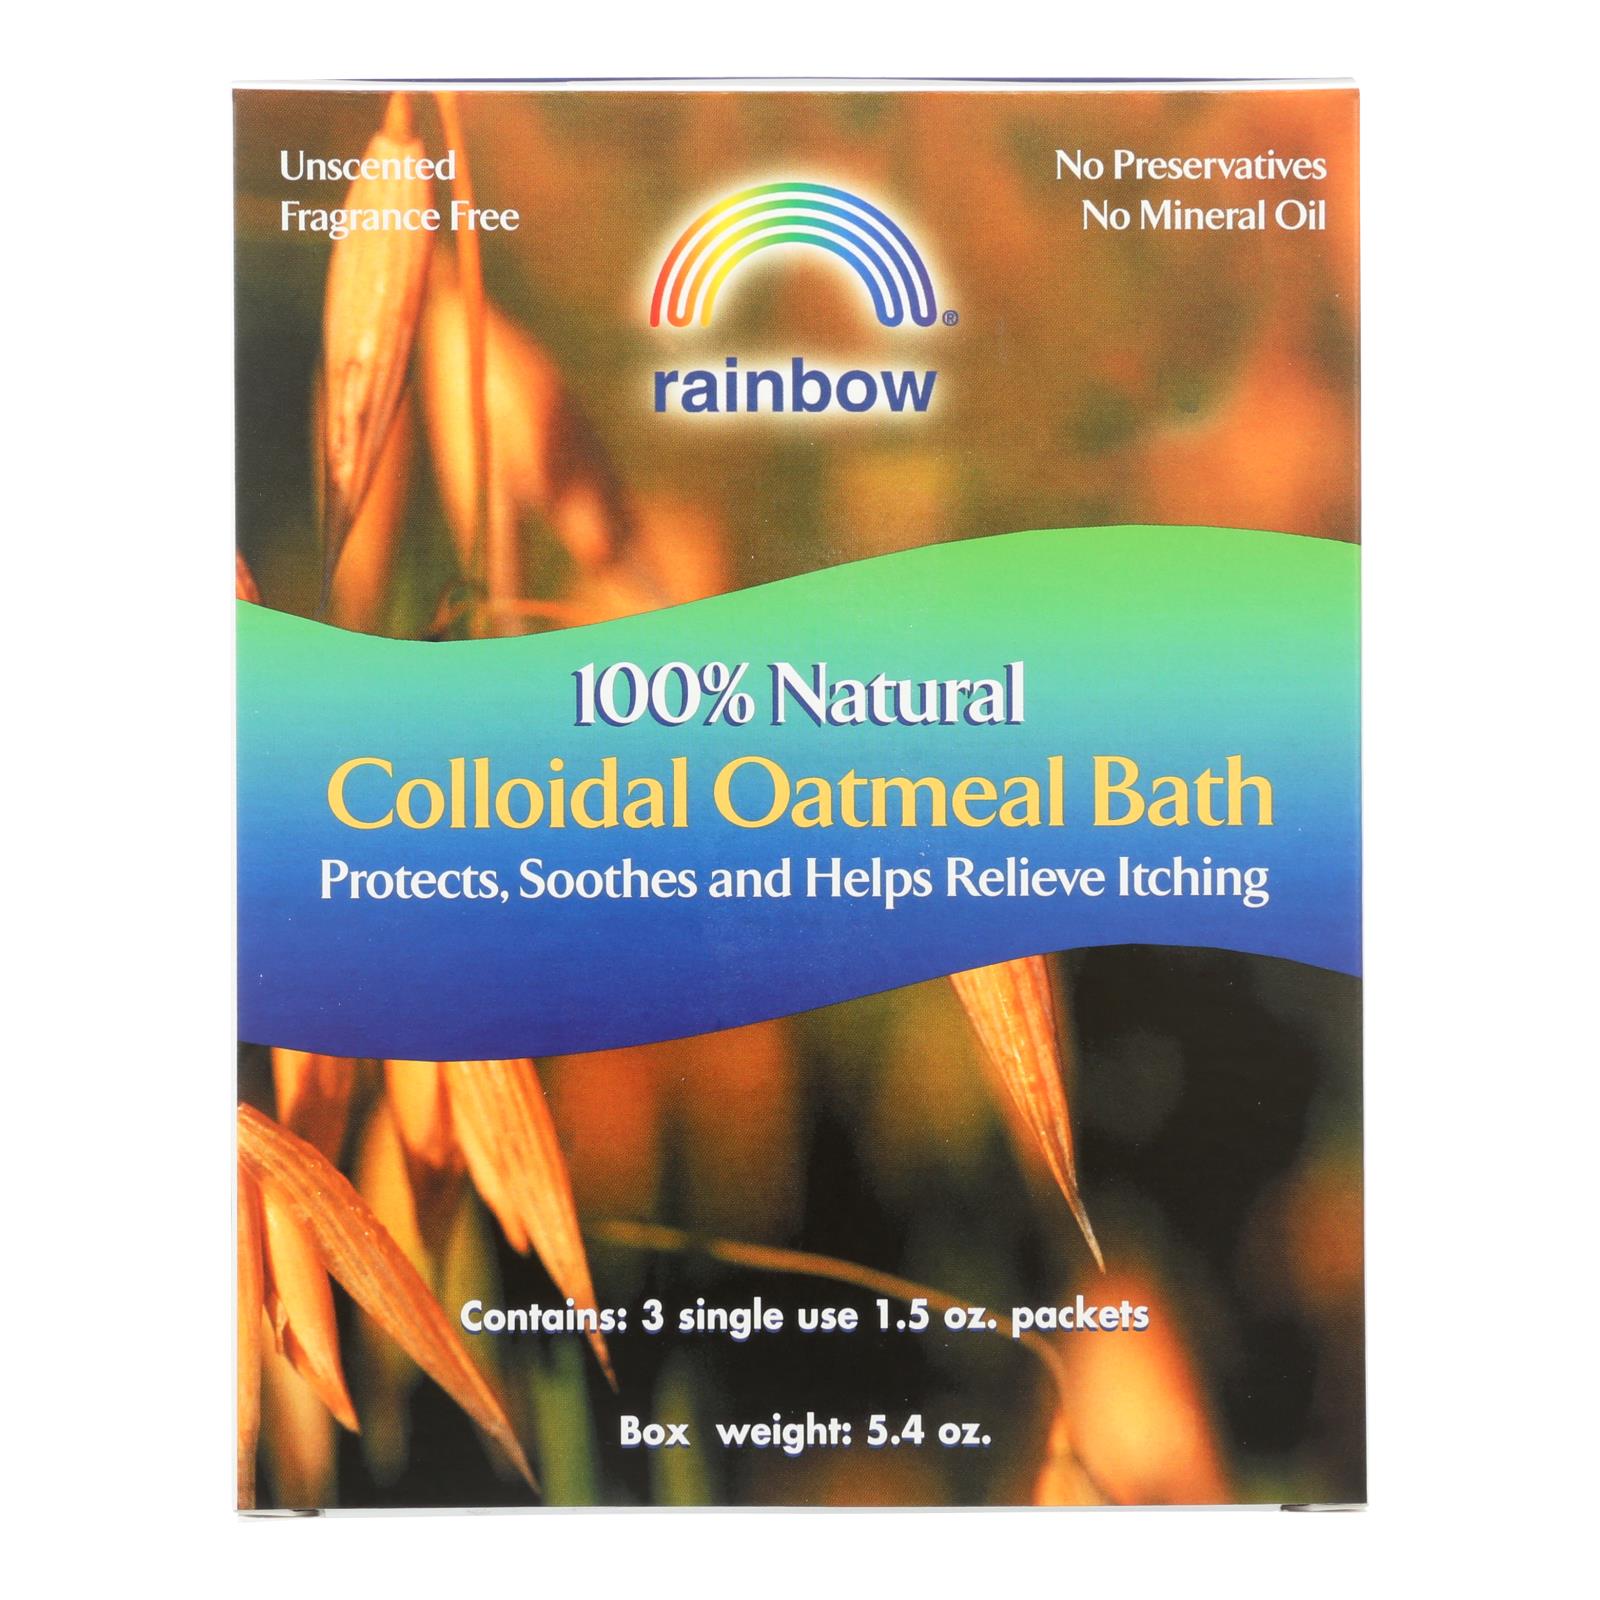 Unscented
Fragrance Free
No Preservatives
No Mineral Oil
®
rainbow
100% Natural
Colloidal Oatmeal Bath
Protects, Soothes and Helps Relieve Itching
Contains: 3 single use 1.5 oz. packets
Box weight: 5.4 oz.